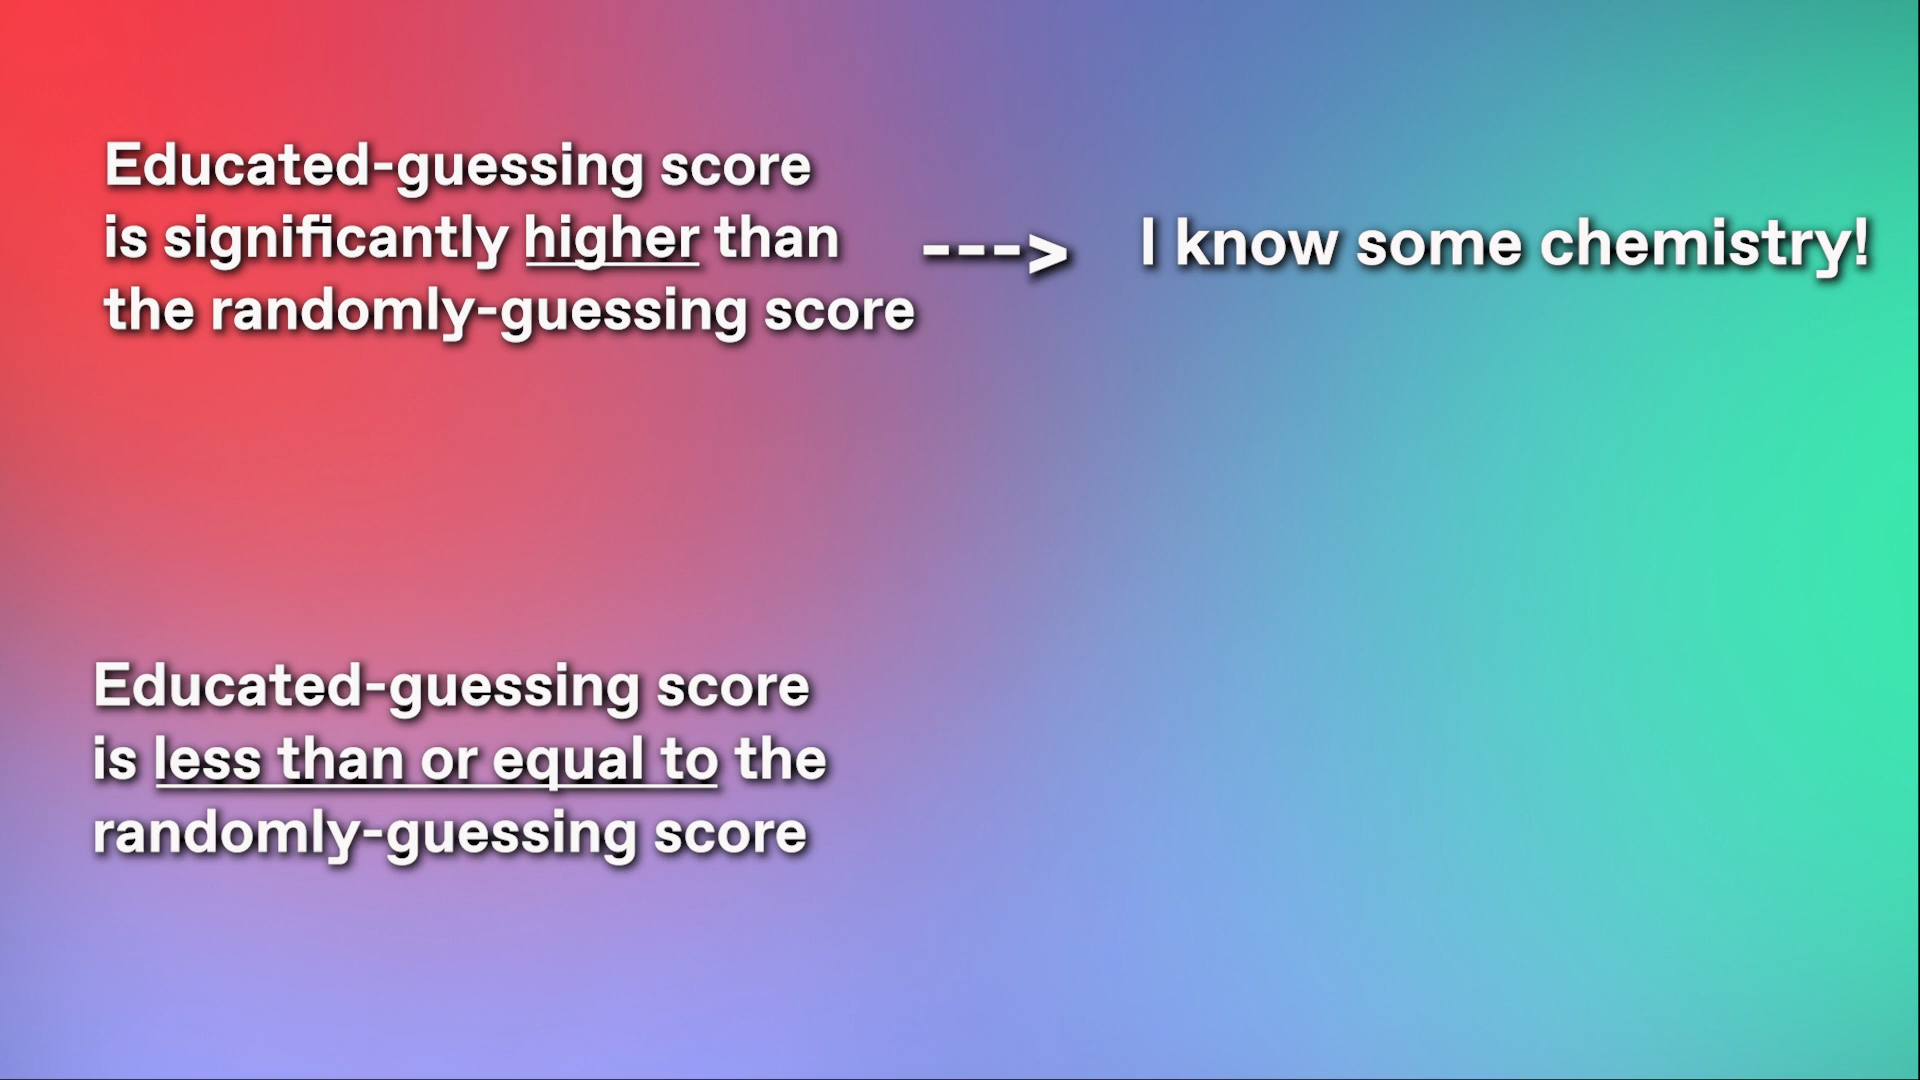 Educated-guessing score
is significantly higher than
the randomly-guessing score
---> I know some chemistry!
Educated-guessing score
is less than or equal to the
randomly-guessing score